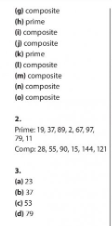 (g) composite
(h) prime
(i) composite
(j) composite
(k) prime
(l) composite
(m) composite
(n) composite
(o) composite
2.
Prime: 19, 37, 89, 2, 67, 97,
79, 11
Comp: 28, 55, 90, 15, 144, 121
3.
(a) 23
(b) 37
(c) 53
(d) 79